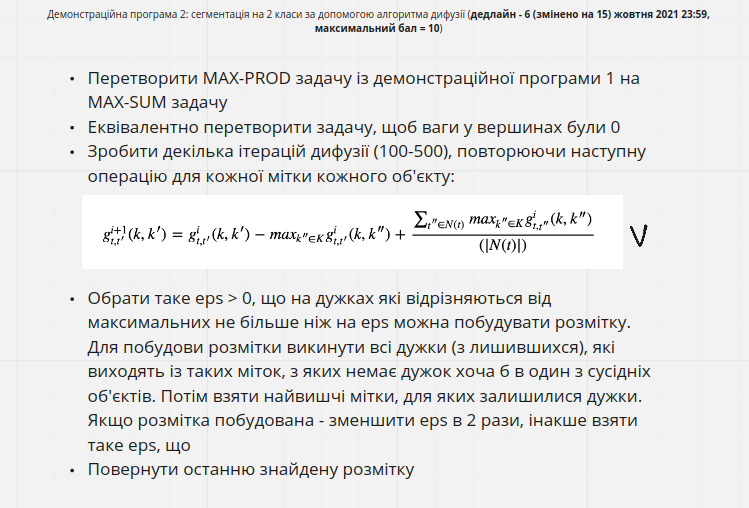 Демонстраційна програма 2: сегментація на 2 класи за допомогою алгоритма дифузії (дедлайн - 6 (змінено на 15) жовтня 2021 23:59,
максимальний бал = 10)
• Перетворити MAX-PROD задачу із демонстраційної програми 1 на
MAX-SUM задачу
• Еквівалентно перетворити задачу, щоб ваги у вершинах були 0
• Зробити декілька ітерацій дифузії (100-500), повторюючи наступну
операцію для кожної мітки кожного об'єкту:
g^{i+1}_{t,t'}(k, k') = g^i_{t,t'}(k, k') − max_{k''∈K} g^i_{t,t'}(k, k'') + \frac{∑_{t''∈N(t)} max_{k''∈K} g^i_{t,t''}(k, k'')}{(|N(t)|)} V
• Обрати таке eps > 0, що на дужках які відрізняються від
максимальних не більше ніж на eps можна побудувати розмітку.
Для побудови розмітки викинути всі дужки (з лишившихся), які
виходять із таких міток, з яких немає дужок хоча б в один з сусідніх
об'єктів. Потім взяти найвишчі мітки, для яких залишилися дужки.
Якщо розмітка побудована - зменшити eps в 2 рази, інакше взяти
таке eps, що
• Повернути останню знайдену розмітку